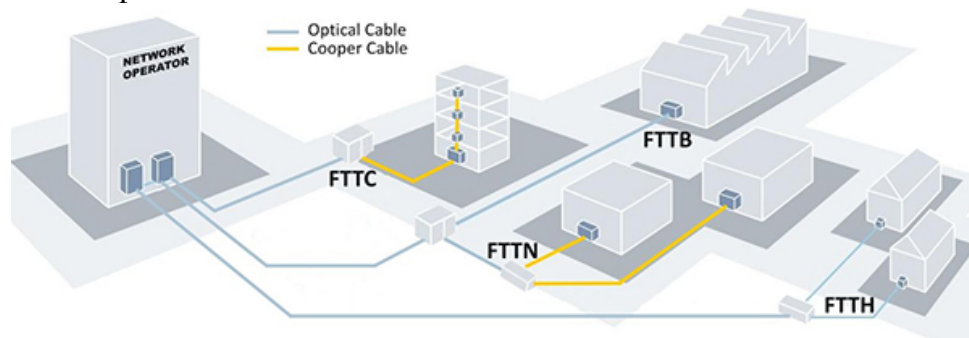 Optical Cable
Cooper Cable
NETWORK
OPERATOR
FTTC
FTTB
FTTN
FTTH